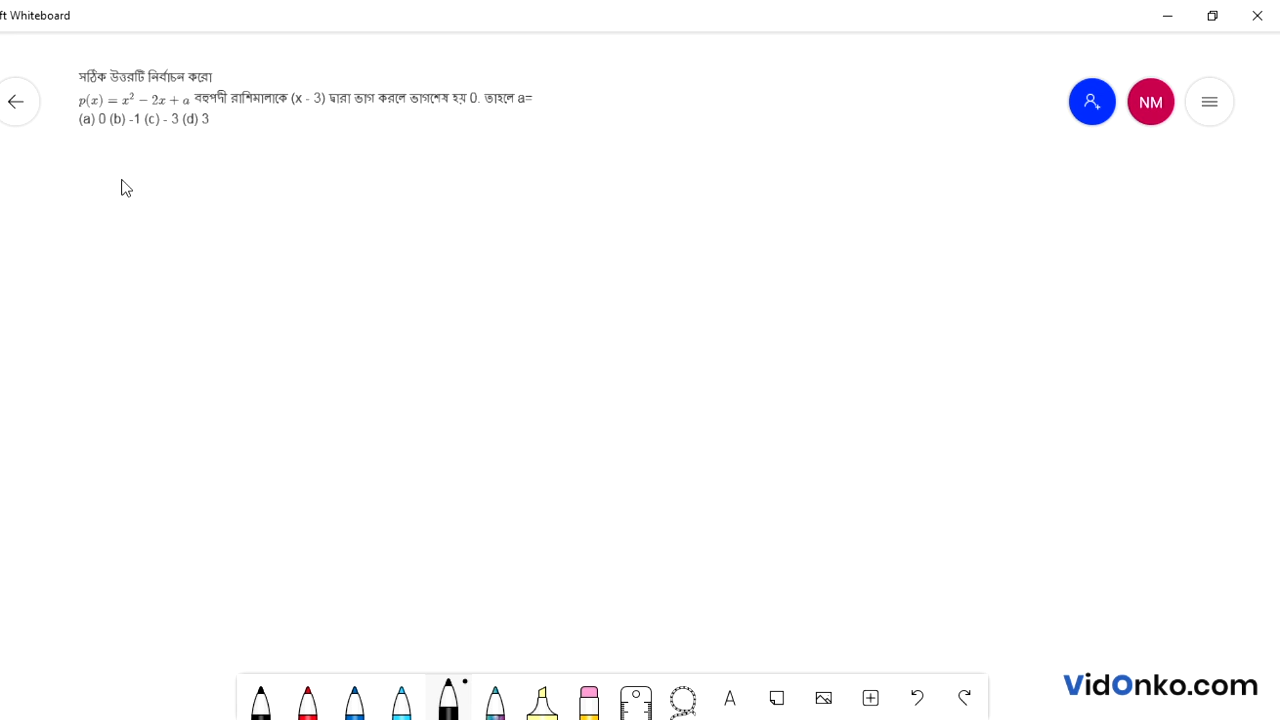 ft Whiteboard
সঠিক উত্তরটি নির্বাচন করো
p(x) = x² − 2x + a বহুপদী রাশিমালাকে (x - 3) দ্বারা ভাগ করলে ভাগশেষ হয় 0. তাহলে a=
(a) 0 (b) -1 (c) - 3 (d) 3
NM
A
VidOnko.com